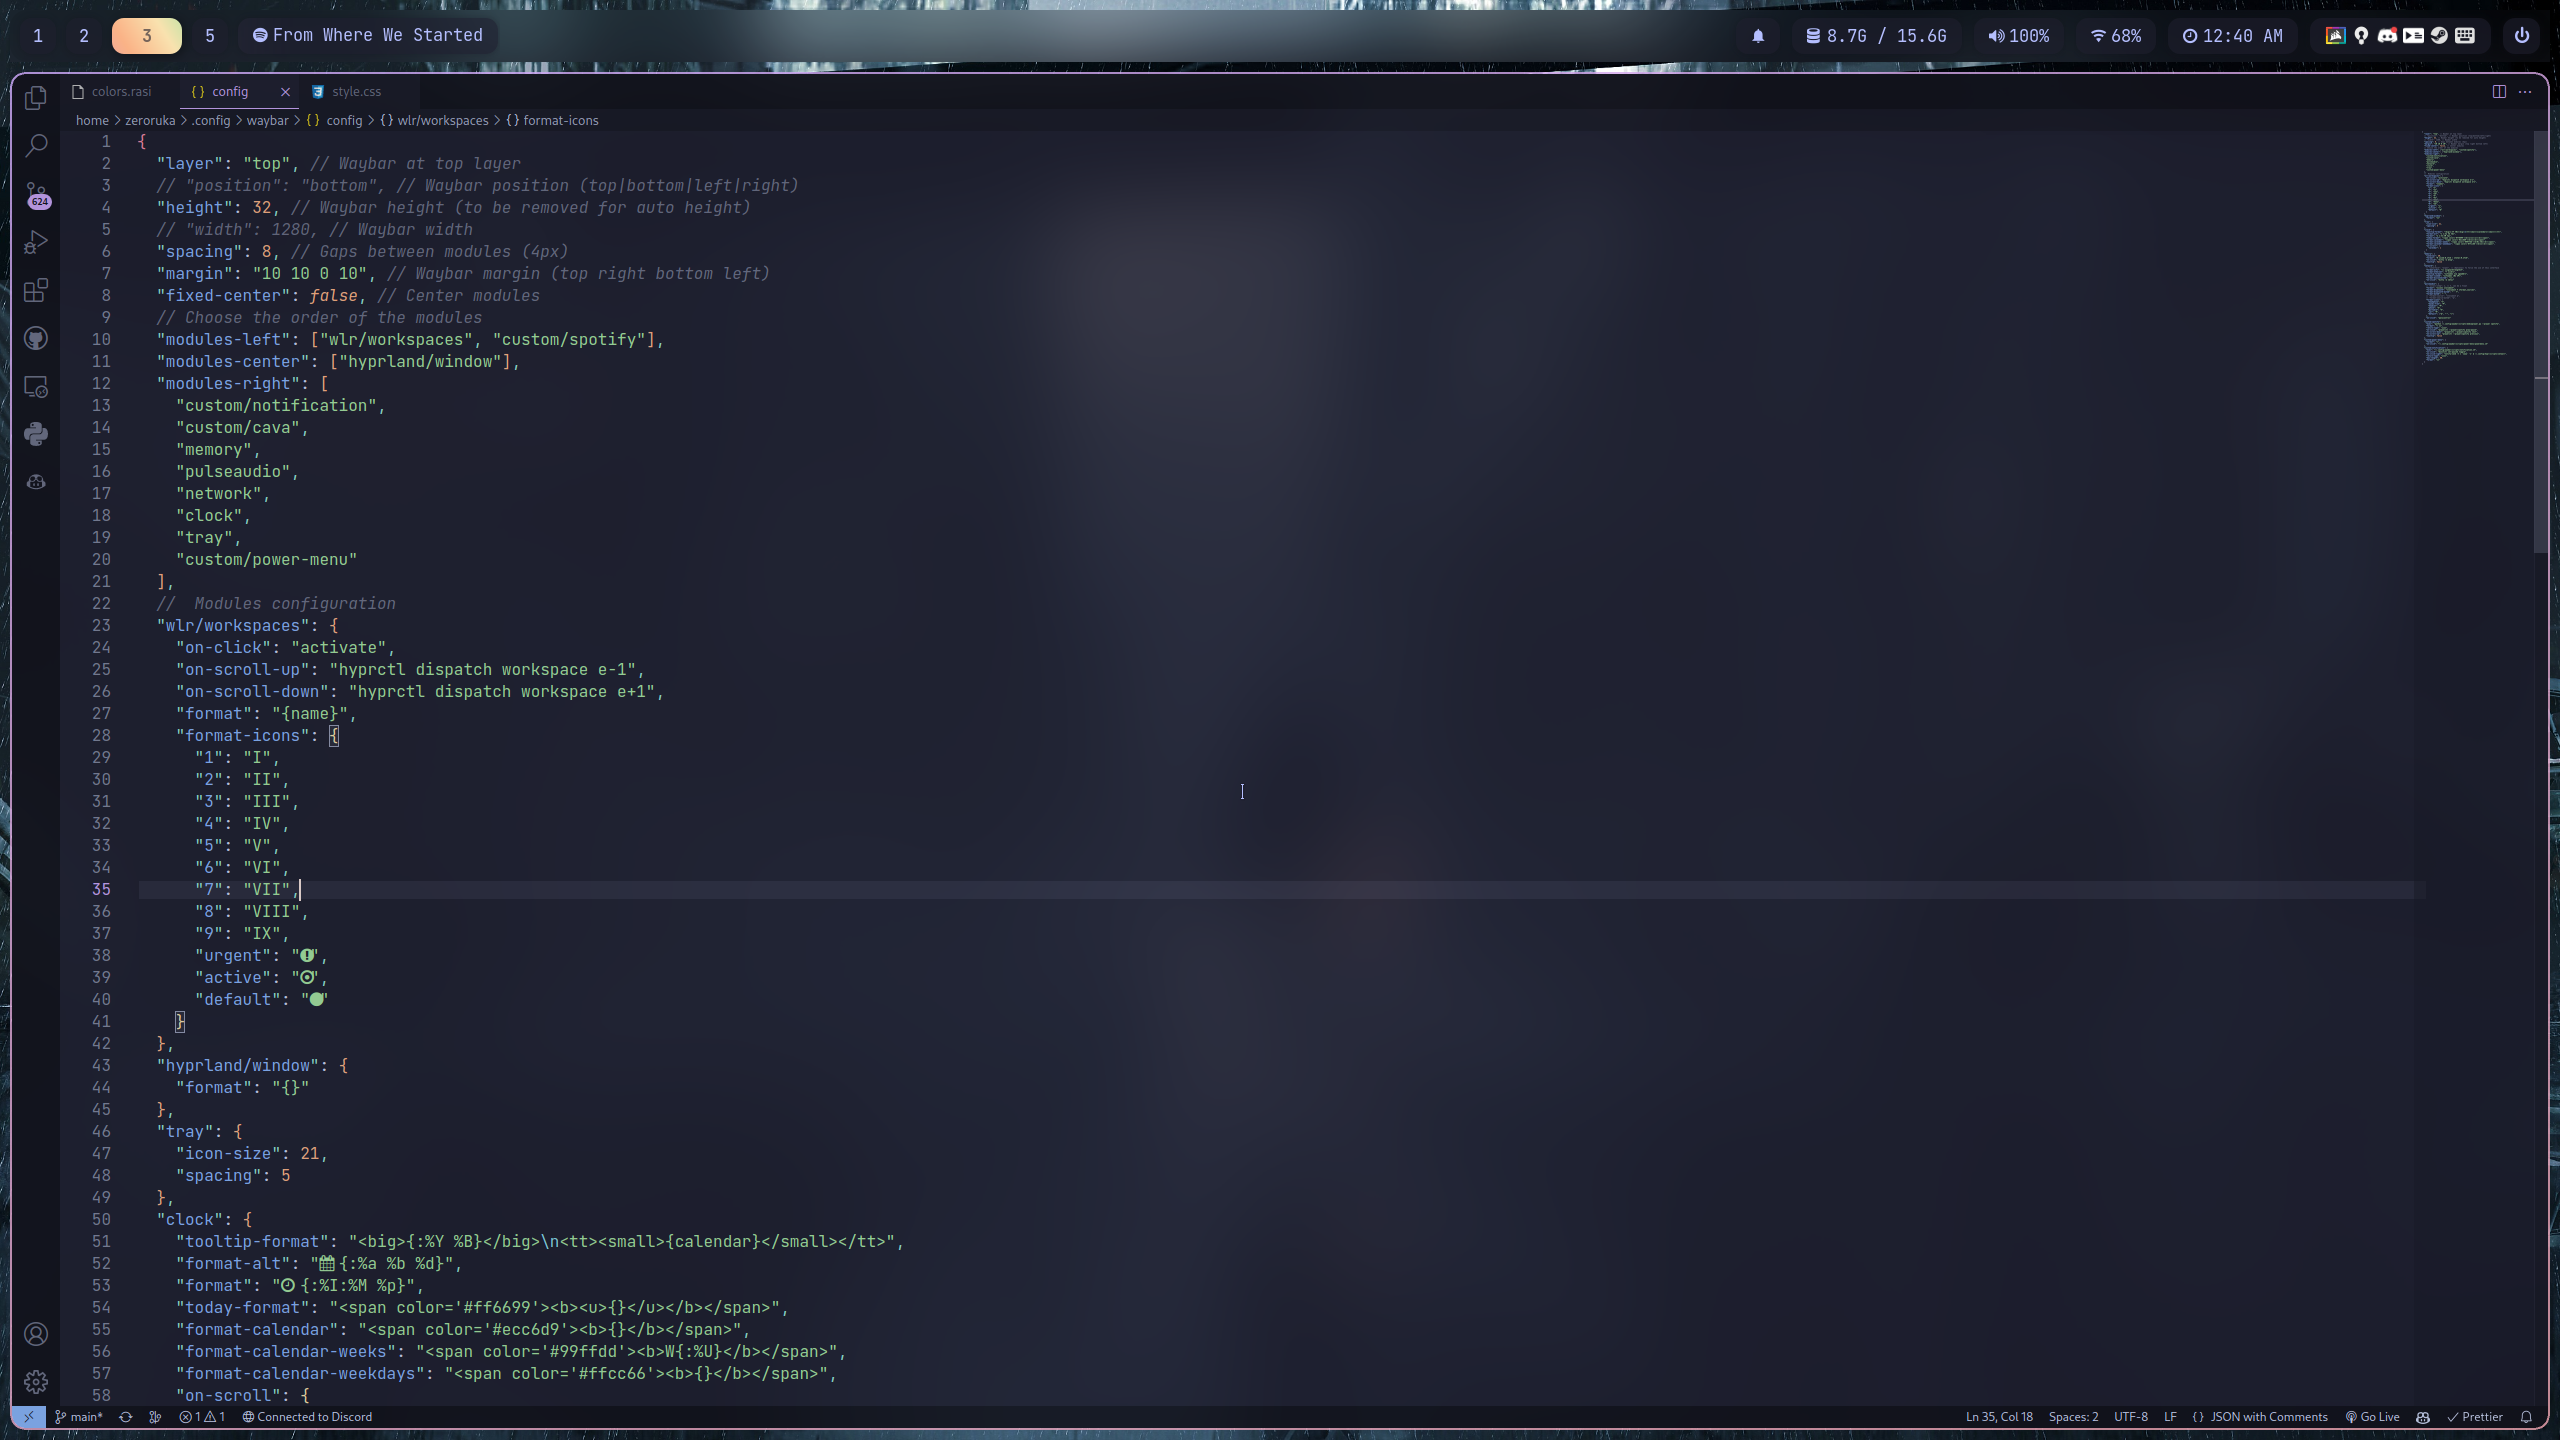 1 2 3 5 From Where We Started 8.7G / 15.6G 100% 68% 12:40 AM
colors.rasi {} config style.css
home > zeroruka > .config > waybar > {} config > {} wlr/workspaces > {} format-icons
1 {
2 "layer": "top", // Waybar at top layer
3 // "position": "bottom", // Waybar position (top|bottom|left|right)
4 "height": 32, // Waybar height (to be removed for auto height)
5 // "width": 1280, // Waybar width
6 "spacing": 8, // Gaps between modules (4px)
7 "margin": "10 10 0 10", // Waybar margin (top right bottom left)
8 "fixed-center": false, // Center modules
9 // Choose the order of the modules
10 "modules-left": ["wlr/workspaces", "custom/spotify"],
11 "modules-center": ["hyprland/window"],
12 "modules-right": [
13 "custom/notification",
14 "custom/cava",
15 "memory",
16 "pulseaudio",
17 "network",
18 "clock",
19 "tray",
20 "custom/power-menu"
21 ],
22 //  Modules configuration
23 "wlr/workspaces": {
24 "on-click": "activate",
25 "on-scroll-up": "hyprctl dispatch workspace e-1",
26 "on-scroll-down": "hyprctl dispatch workspace e+1",
27 "format": "{name}",
28 "format-icons": {
29 "1": "I",
30 "2": "II",
31 "3": "III",
32 "4": "IV",
33 "5": "V",
34 "6": "VI",
35 "7": "VII",
36 "8": "VIII",
37 "9": "IX",
38 "urgent": "",
39 "active": "",
40 "default": ""
41 }
42 },
43 "hyprland/window": {
44 "format": "{}"
45 },
46 "tray": {
47 "icon-size": 21,
48 "spacing": 5
49 },
50 "clock": {
51 "tooltip-format": "<big>{:%Y %B}</big>\n<tt><small>{calendar}</small></tt>",
52 "format-alt": " {:%a %b %d}",
53 "format": " {:%I:%M %p}",
54 "today-format": "<span color='#ff6699'><b><u>{}</u></b></span>",
55 "format-calendar": "<span color='#ecc6d9'><b>{}</b></span>",
56 "format-calendar-weeks": "<span color='#99ffdd'><b>W{:%U}</b></span>",
57 "format-calendar-weekdays": "<span color='#ffcc66'><b>{}</b></span>",
58 "on-scroll": {
624
main* 1 1 Connected to Discord Ln 35, Col 18 Spaces: 2 UTF-8 LF {} JSON with Comments Go Live Prettier